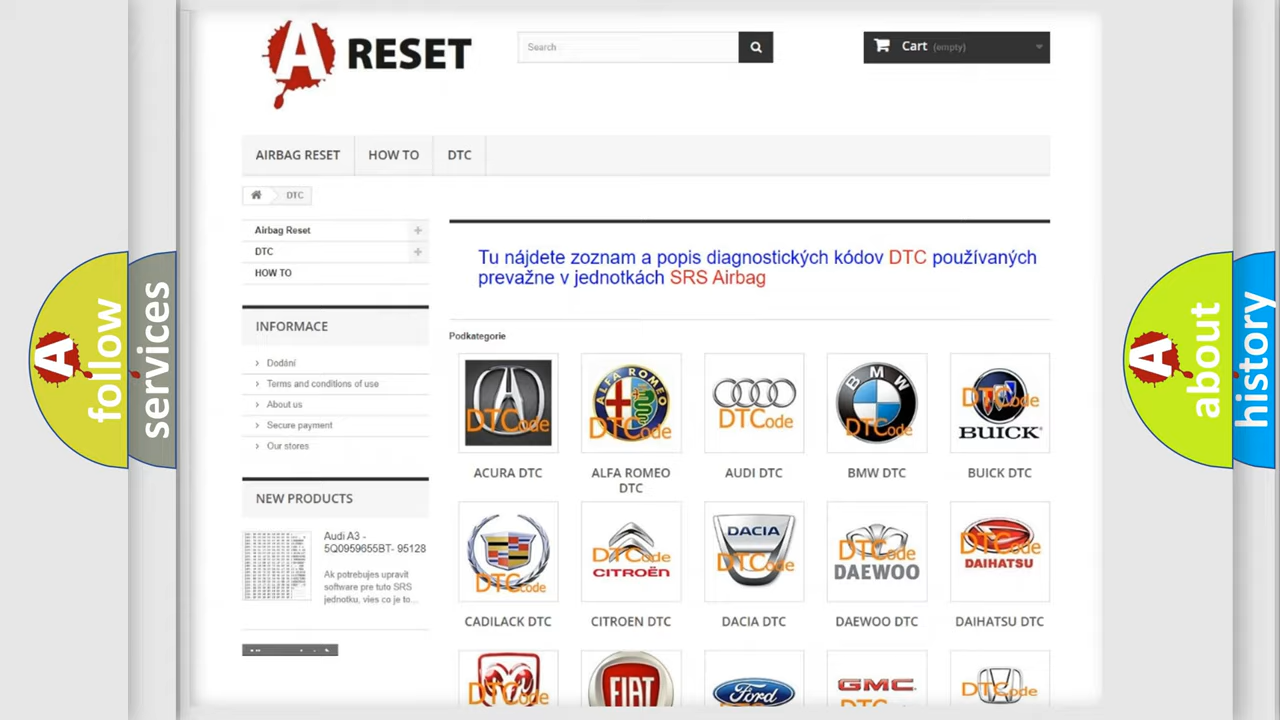 A RESET
Search
Cart (empty)
AIRBAG RESET HOW TO DTC
DTC
Airbag Reset
DTC
HOW TO
INFORMACE
Dodání
Terms and conditions of use
About us
Secure payment
Our stores
NEW PRODUCTS
Audi A3 -
5Q0959655BT- 95128
Ak potrebujes upravit
software pre tuto SRS
jednotku, vies co je to...
Tu nájdete zoznam a popis diagnostických kódov DTC používaných
prevažne v jednotkách SRS Airbag
Podkategorie
DTCode
ALFA ROMEO
DTCode
DTCode
BMW
DTCode
DTCode
BUICK
ACURA DTC
ALFA ROMEO
DTC
AUDI DTC
BMW DTC
BUICK DTC
DTCode
DTCode
CITROËN
DACIA
DTCode
DTCode
DAEWOO
DTCode
DAIHATSU
CADILACK DTC
CITROEN DTC
DACIA DTC
DAEWOO DTC
DAIHATSU DTC
DTCode
FIAT
Ford
GMC
DTCode
A follow
services
A about
history